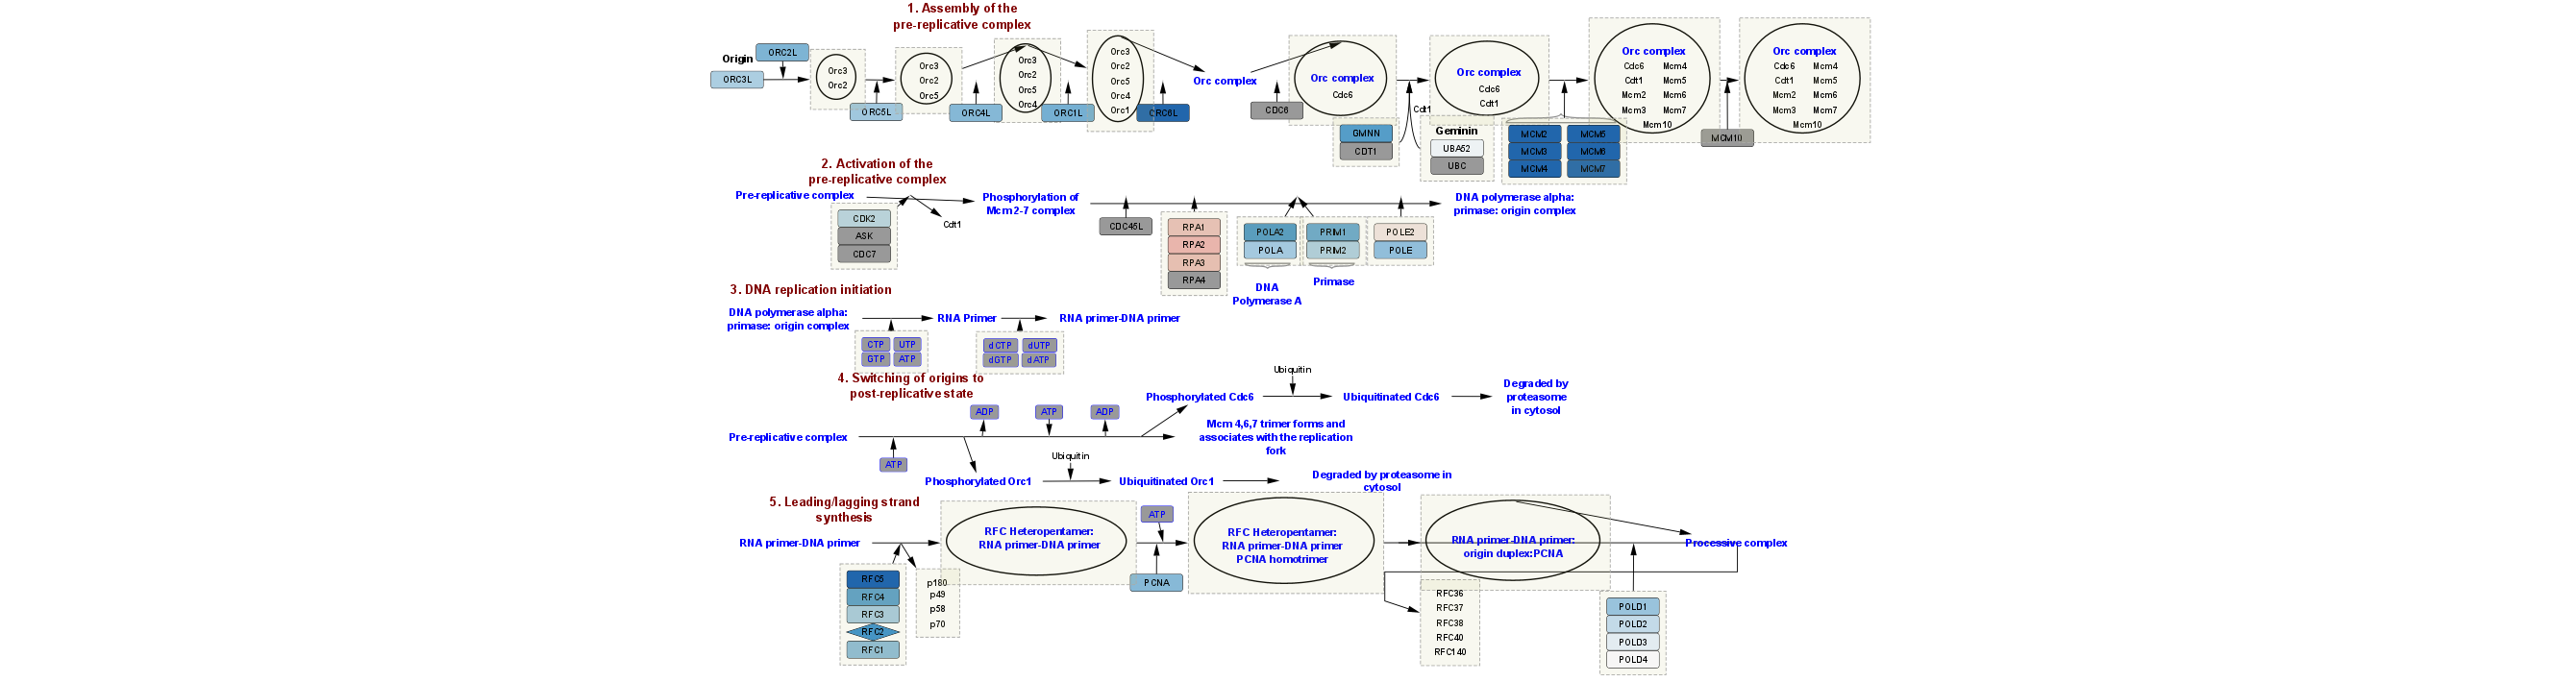 1. Assembly of the
pre-replicative complex
Origin
ORC2L
ORC3L
Orc3
Orc2
ORC5L
Orc3
Orc2
Orc5
ORC4L
Orc3
Orc2
Orc5
Orc4
ORC1L
Orc3
Orc2
Orc5
Orc4
Orc1
ORC6L
Orc complex
CDC6
Orc complex
Cdc6
GMNN
CDT1
Cdt1
Geminin
UBA52
UBC
Orc complex
Cdc6
Cdt1
MCM2 MCM5
MCM3 MCM6
MCM4 MCM7
Orc complex
Cdc6 Mcm4
Cdt1 Mcm5
Mcm2 Mcm6
Mcm3 Mcm7
Mcm10
MCM10
Orc complex
Cdc6 Mcm4
Cdt1 Mcm5
Mcm2 Mcm6
Mcm3 Mcm7
Mcm10
2. Activation of the
pre-replicative complex
Pre-replicative complex
CDK2
ASK
CDC7
Cdt1
Phosphorylation of
Mcm2-7 complex
CDC45L
RPA1
RPA2
RPA3
RPA4
POLA2
POLA
DNA
Polymerase A
PRIM1
PRIM2
Primase
POLE2
POLE
DNA polymerase alpha:
primase: origin complex
3. DNA replication initiation
DNA polymerase alpha:
primase: origin complex
CTP UTP
GTP ATP
RNA Primer
dCTP dUTP
dGTP dATP
RNA primer-DNA primer
4. Switching of origins to
post-replicative state
Pre-replicative complex
ATP
ADP
ATP
ADP
Phosphorylated Cdc6
Ubiquitin
Ubiquitinated Cdc6
Degraded by
proteasome
in cytosol
Mcm 4,6,7 trimer forms and
associates with the replication
fork
Phosphorylated Orc1
Ubiquitin
Ubiquitinated Orc1
Degraded by proteasome in
cytosol
5. Leading/lagging strand
synthesis
RNA primer-DNA primer
RFC5
RFC4
RFC3
RFC2
RFC1
p180
p49
p58
p70
RFC Heteropentamer:
RNA primer-DNA primer
ATP
PCNA
RFC Heteropentamer:
RNA primer-DNA primer
PCNA homotrimer
RNA primer-DNA primer:
origin duplex:PCNA
Processive complex
RFC36
RFC37
RFC38
RFC40
RFC140
POLD1
POLD2
POLD3
POLD4